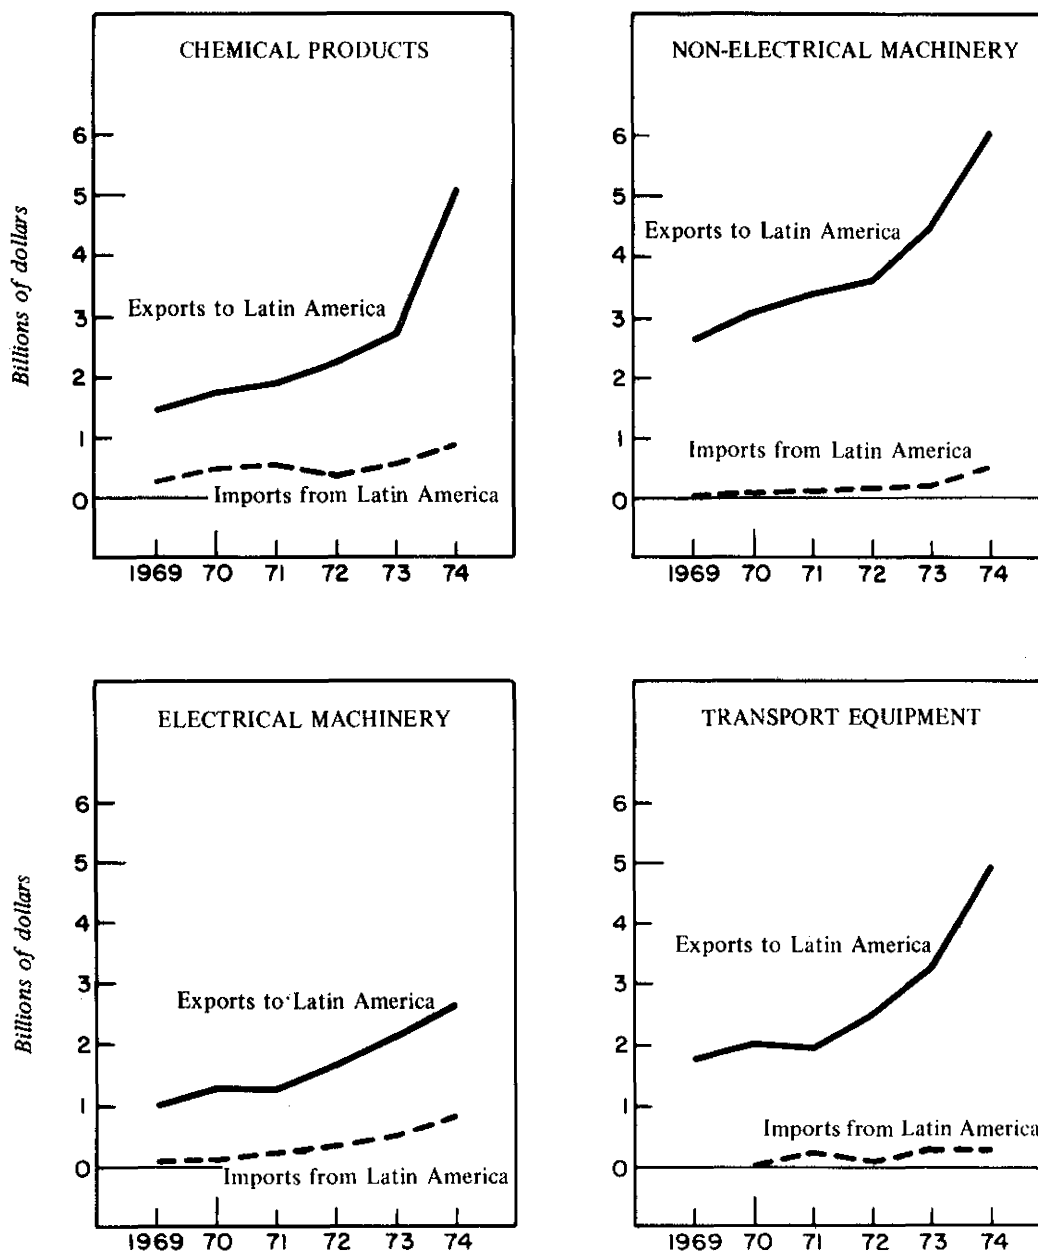 CHEMICAL PRODUCTS
6
5
4
3
2
1
0
Billions of dollars
Exports to Latin America
Imports from Latin America
1969 70 71 72 73 74
NON-ELECTRICAL MACHINERY
6
5
4
3
2
1
0
Exports to Latin America
Imports from Latin America
1969 70 71 72 73 74
ELECTRICAL MACHINERY
6
5
4
3
2
1
0
Billions of dollars
Exports to Latin America
Imports from Latin America
1969 70 71 72 73 74
TRANSPORT EQUIPMENT
6
5
4
3
2
1
0
Exports to Latin America
Imports from Latin America
1969 70 71 72 73 74